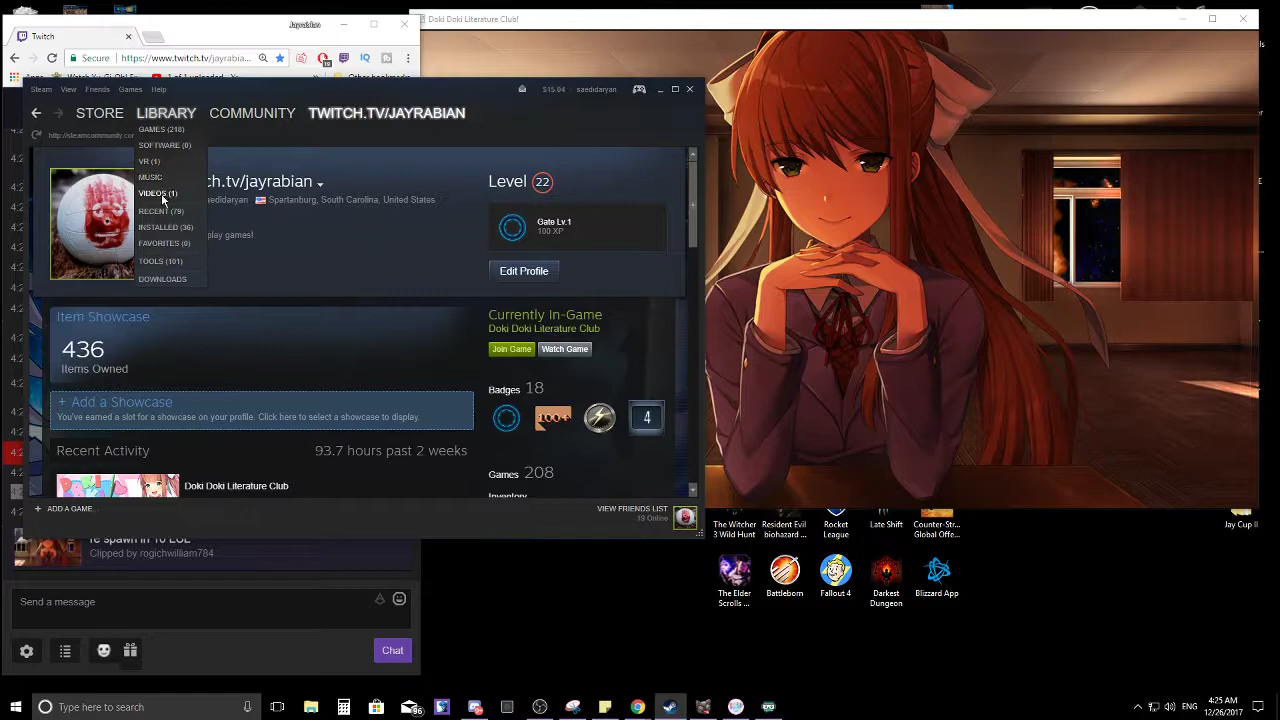 Jayrabian
Twitch
Secure
https://www.twitch.tv/jayrabia...
Doki Doki Literature Club!
Steam View Friends Games Help
$15.04 saedidaryan
STORE LIBRARY COMMUNITY TWITCH.TV/JAYRABIAN
http://steamcommunity.con
GAMES (218)
SOFTWARE (0)
VR (1)
MUSIC
VIDEOS (1)
RECENT (79)
INSTALLED (36)
FAVORITES (0)
TOOLS (101)
DOWNLOADS
ch.tv/jayrabian
aedidaryan Spartanburg, South Carolina, United States
play games!
Level 22
Gate Lv.1
100 XP
Edit Profile
Item Showcase
436
Items Owned
+ Add a Showcase
You've earned a slot for a showcase on your profile. Click here to select a showcase to display.
Currently In-Game
Doki Doki Literature Club
Join Game Watch Game
Badges 18
100+
4
Recent Activity 93.7 hours past 2 weeks
Games 208
Doki Doki Literature Club
Inventory
+ ADD A GAME...
VIEW FRIENDS LIST
19 Online
Clipped by rogichwilliam784
Send a message
Chat
The Witcher 3 Wild Hunt
Resident Evil biohazard ...
Rocket League
Late Shift
Counter-Str... Global Offe...
Jay Cup II
The Elder Scrolls ...
Battleborn
Fallout 4
Darkest Dungeon
Blizzard App
Type here to search
96
4:25 AM
12/26/2017